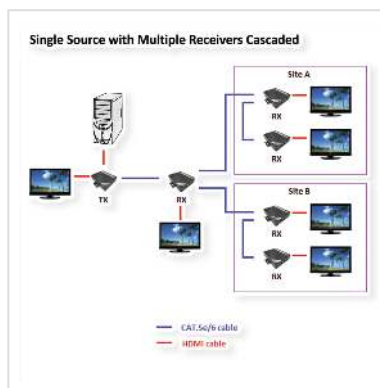 Single Source with Multiple Receivers Cascaded
Site A
RX
RX
TX
RX
Site B
RX
RX
CAT.5e/6 cable
HDMI cable